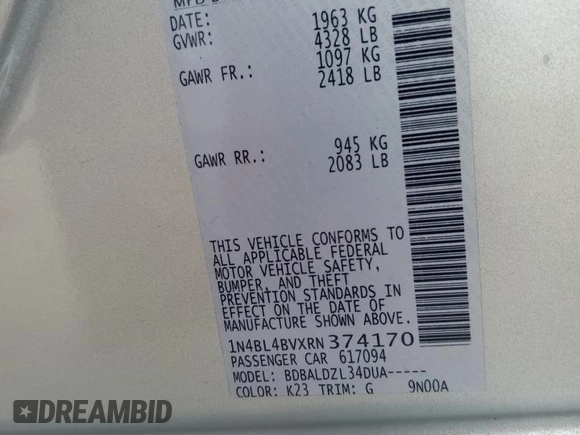 DATE: 1963 KG
GVWR: 4328 LB
1097 KG
GAWR FR.: 2418 LB
945 KG
GAWR RR.: 2083 LB
THIS VEHICLE CONFORMS TO
ALL APPLICABLE FEDERAL
MOTOR VEHICLE SAFETY,
BUMPER, AND THEFT
PREVENTION STANDARDS IN
EFFECT ON THE DATE OF
MANUFACTURE SHOWN ABOVE.
1N4BL4BVXRN374170
PASSENGER CAR 617094
MODEL: BDBALDZL34DUA-----
COLOR: K23 TRIM: G 9N00A
DREAMBID